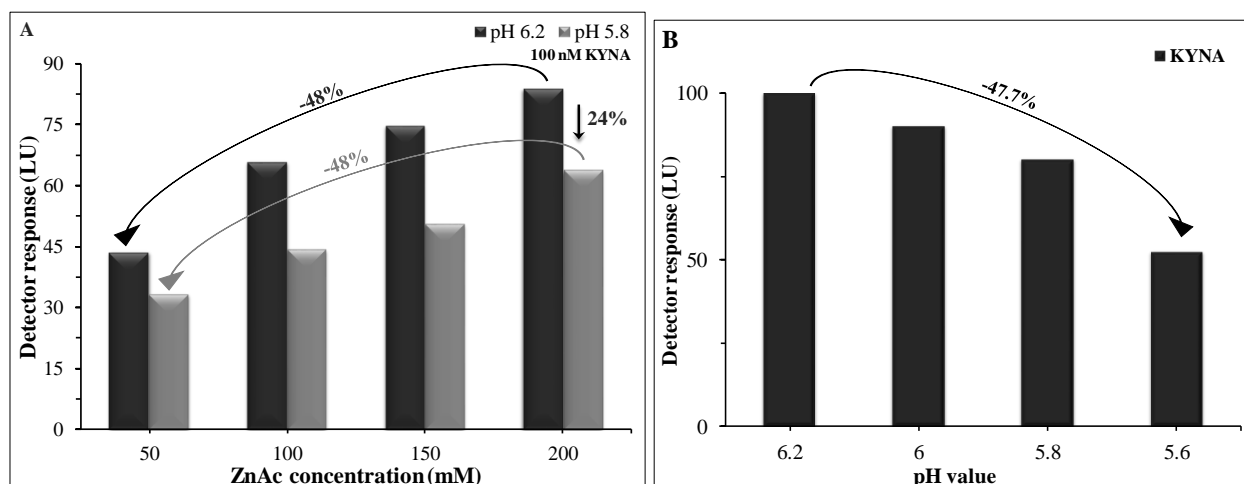 A
pH 6.2 pH 5.8
100 nM KYNA
90
75
60
45
30
15
0
Detector response (LU)
-48%
-48%
24%
50 100 150 200
ZnAc concentration (mM)
B
KYNA
-47.7%
100
50
0
Detector response (LU)
6.2 6 5.8 5.6
pH value